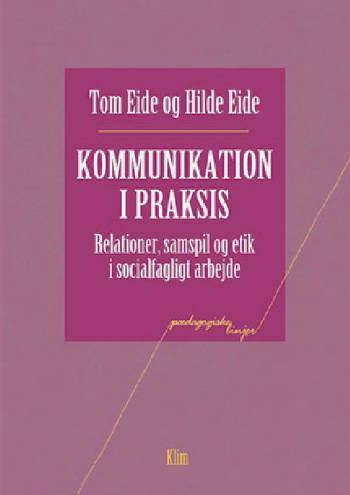 Tom Eide og Hilde Eide
KOMMUNIKATION
I PRAKSIS
Relationer, samspil og etik
i socialfagligt arbejde
pædagogiske
linjer
Klim